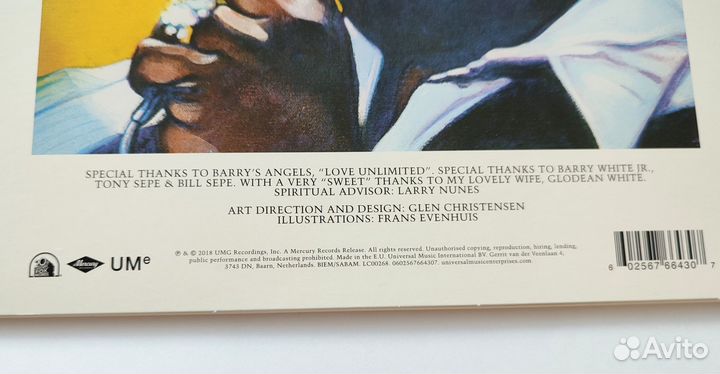 SPECIAL THANKS TO BARRY'S ANGELS, "LOVE UNLIMITED". SPECIAL THANKS TO BARRY WHITE JR.,
TONY SEPE & BILL SEPE. WITH A VERY "SWEET" THANKS TO MY LOVELY WIFE, GLODEAN WHITE.
SPIRITUAL ADVISOR: LARRY NUNES
ART DIRECTION AND DESIGN: GLEN CHRISTENSEN
ILLUSTRATIONS: FRANS EVENHUIS
℗ & © 2018 UMG Recordings, Inc. A Mercury Records Release. All rights reserved. Unauthorised copying, reproduction, hiring, lending,
public performance and broadcasting prohibited. Made in the E.U. Universal Music International BV. Gerrit van der Veenlaan 4,
3743 DN, Baarn, Netherlands. BIEM/SABAM. LC00268. 0602567664307. universalmusicenterprises.com.
Mercury
UMe
6 02567 66430 7
Avito